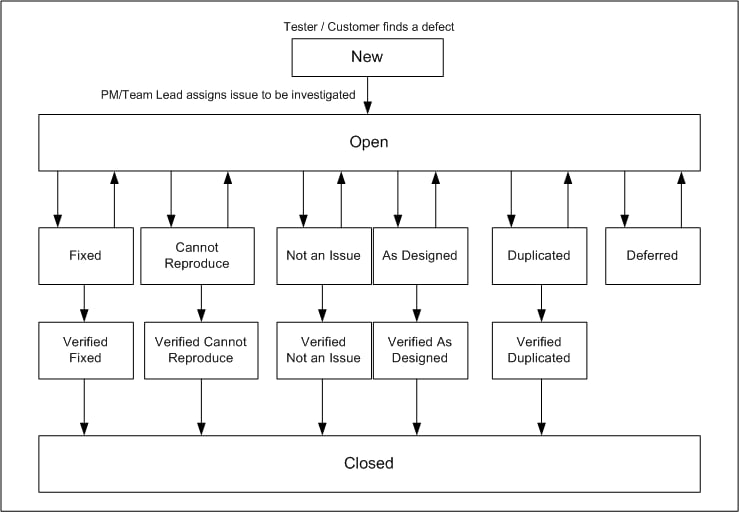 Tester / Customer finds a defect
New
PM/Team Lead assigns issue to be investigated
Open
Fixed
Cannot
Reproduce
Not an Issue
As Designed
Duplicated
Deferred
Verified
Fixed
Verified Cannot
Reproduce
Verified
Not an Issue
Verified As
Designed
Verified
Duplicated
Closed